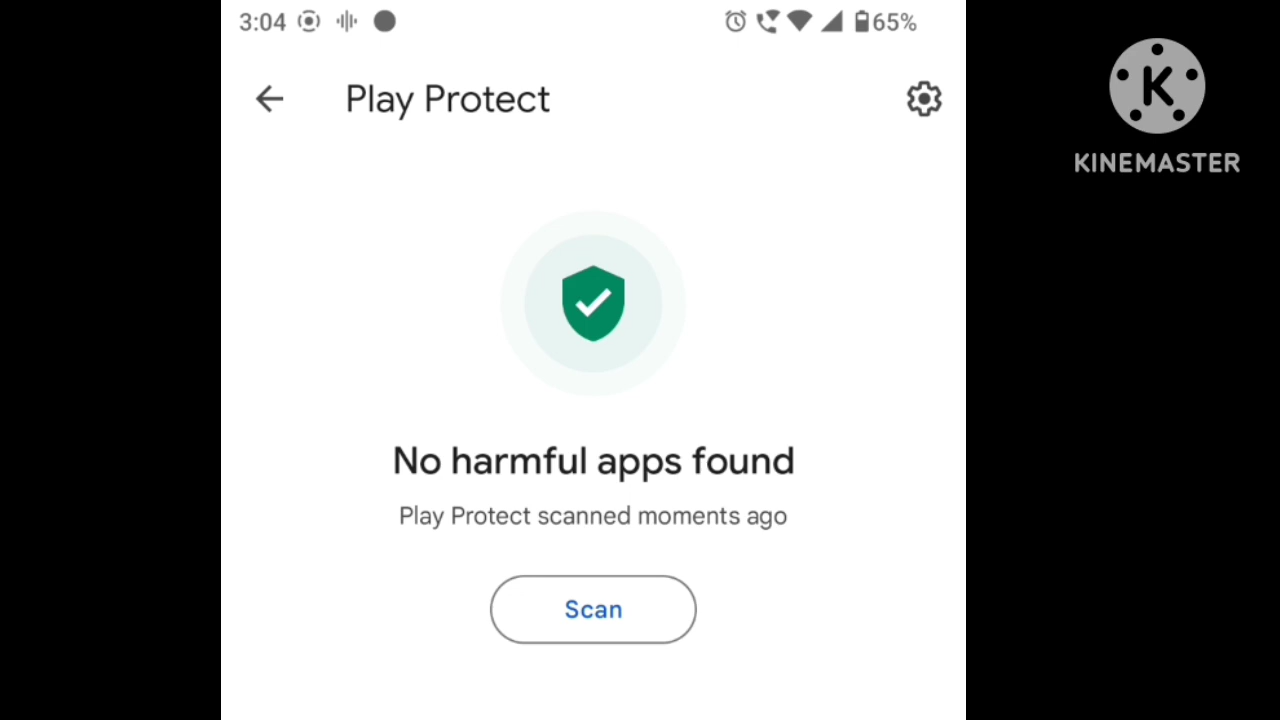 3:04
65%
Play Protect
K
KINEMASTER
No harmful apps found
Play Protect scanned moments ago
Scan